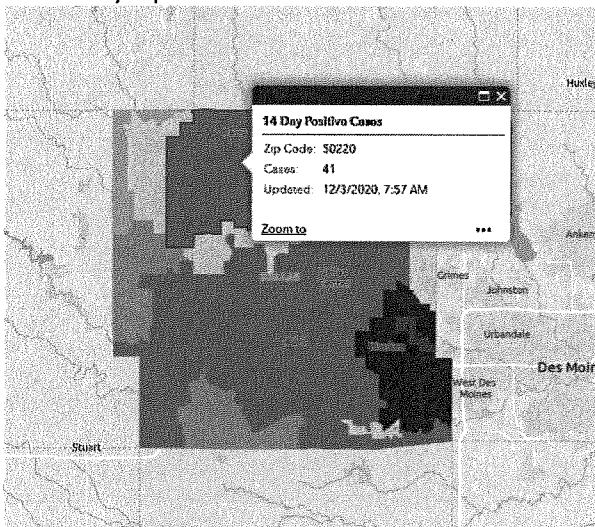 Huxley
14 Day Positive Cases
Zip Code: 50220
Cases: 41
Updated: 12/3/2020, 7:57 AM
Zoom to
•••
Grimes
Johnston
Urbandale
Des Moin
West Des
Moines
Stuart